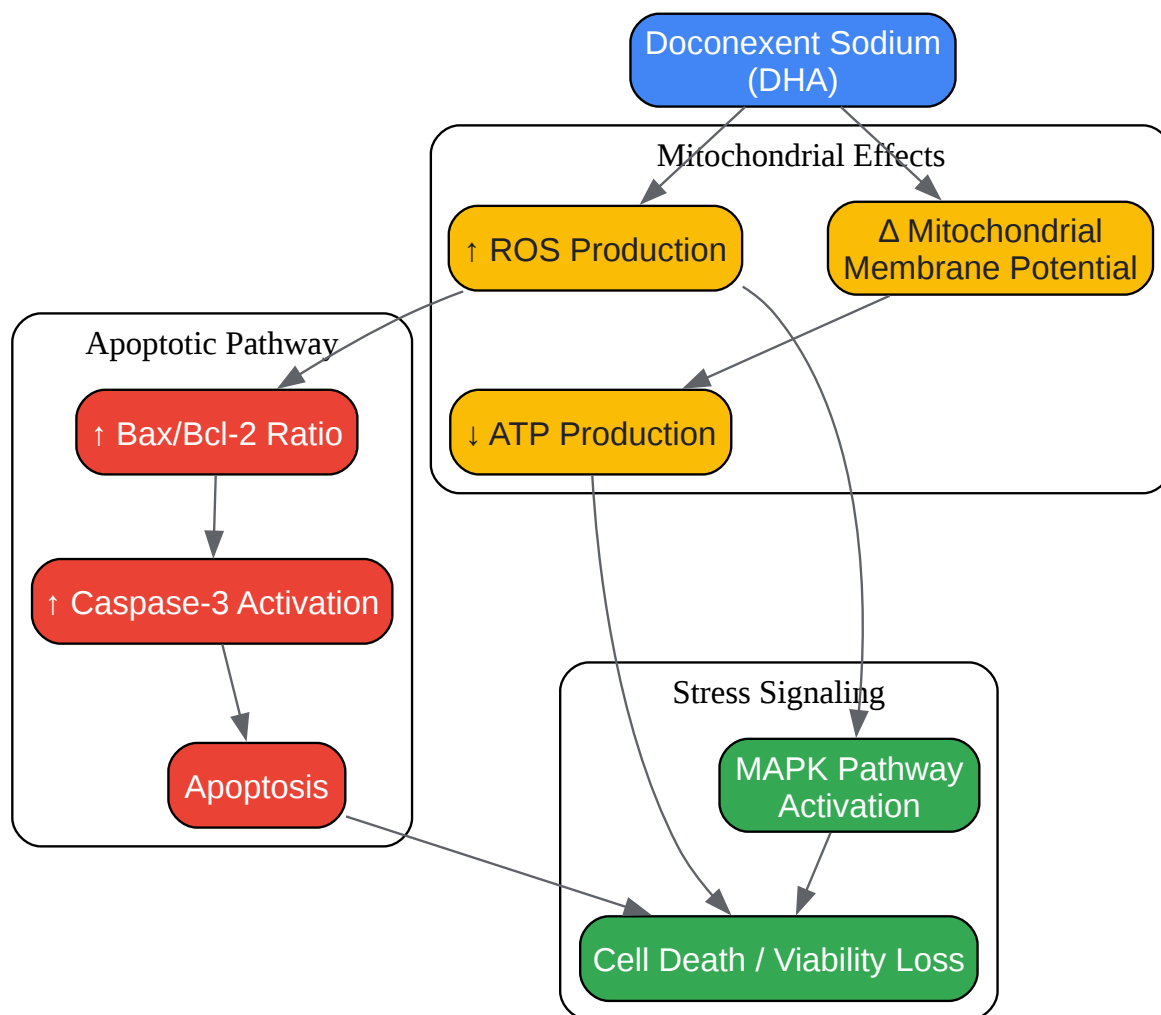 Doconexent Sodium
(DHA)
Mitochondrial Effects
↑ ROS Production
Δ Mitochondrial
Membrane Potential
Apoptotic Pathway
↑ Bax/Bcl-2 Ratio
↓ ATP Production
↑ Caspase-3 Activation
Stress Signaling
MAPK Pathway
Activation
Apoptosis
Cell Death / Viability Loss